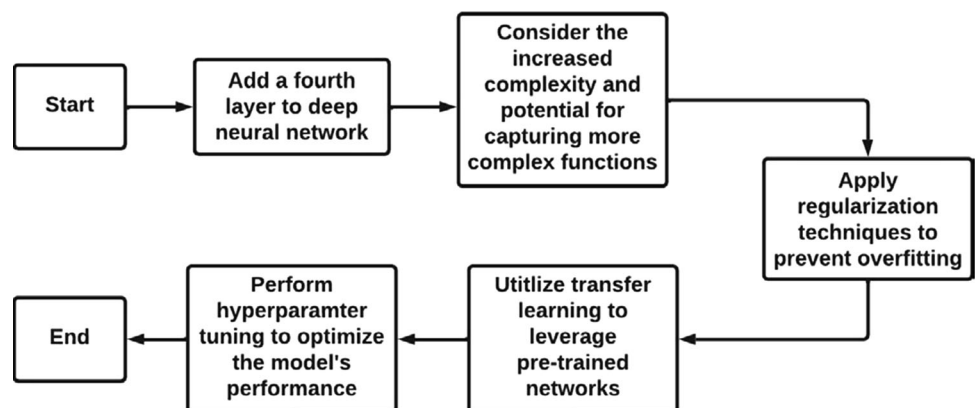 Start
Add a fourth
layer to deep
neural network
Consider the
increased
complexity and
potential for
capturing more
complex functions
Apply
regularization
techniques to
prevent overfitting
Utitlize transfer
learning to
leverage
pre-trained
networks
Perform
hyperparamter
tuning to optimize
the model's
performance
End